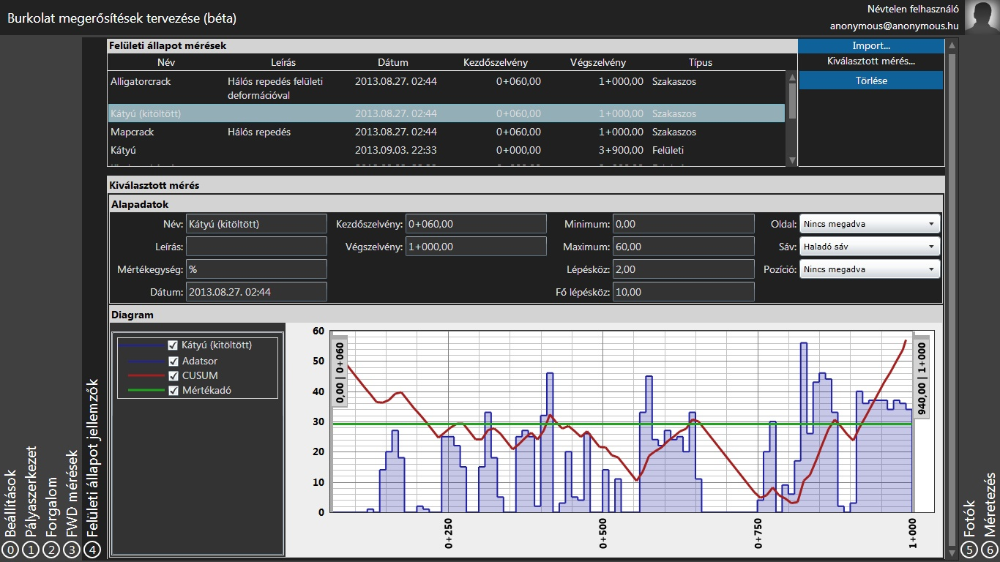 Burkolat megerősítések tervezése (béta)
Névtelen felhasználó
anonymous@anonymous.hu
Felületi állapot mérések
Név Leírás Dátum Kezdőszelvény Végszelvény Típus
Alligatorcrack Hálós repedés felületi 2013.08.27. 02:44 0+060,00 1+000,00 Szakaszos
deformációval
Kátyú (kitöltött) 2013.08.27. 02:44 0+060,00 1+000,00 Szakaszos
Mapcrack Hálós repedés 2013.08.27. 02:44 0+060,00 1+000,00 Szakaszos
Kátyú 2013.09.03. 22:33 0+000,00 3+900,00 Felületi
Import...
Kiválasztott mérés...
Törlése
Kiválasztott mérés
Alapadatok
Név: Kátyú (kitöltött) Kezdőszelvény: 0+060,00 Minimum: 0,00 Oldal: Nincs megadva
Leírás: Végszelvény: 1+000,00 Maximum: 60,00 Sáv: Haladó sáv
Mértékegység: % Lépésköz: 2,00 Pozíció: Nincs megadva
Dátum: 2013.08.27. 02:44 Fő lépésköz: 10,00
Diagram
Kátyú (kitöltött)
Adatsor
CUSUM
Mértékadó
60
50
40
30
20
10
0
0,00 | 0+060
940,00 | 1+000
0+250
0+500
0+750
1+000
0 Beállítások
1 Pályaszerkezet
2 Forgalom
3 FWD mérések
4 Felületi állapot jellemzők
5 Fotók
6 Méretezés